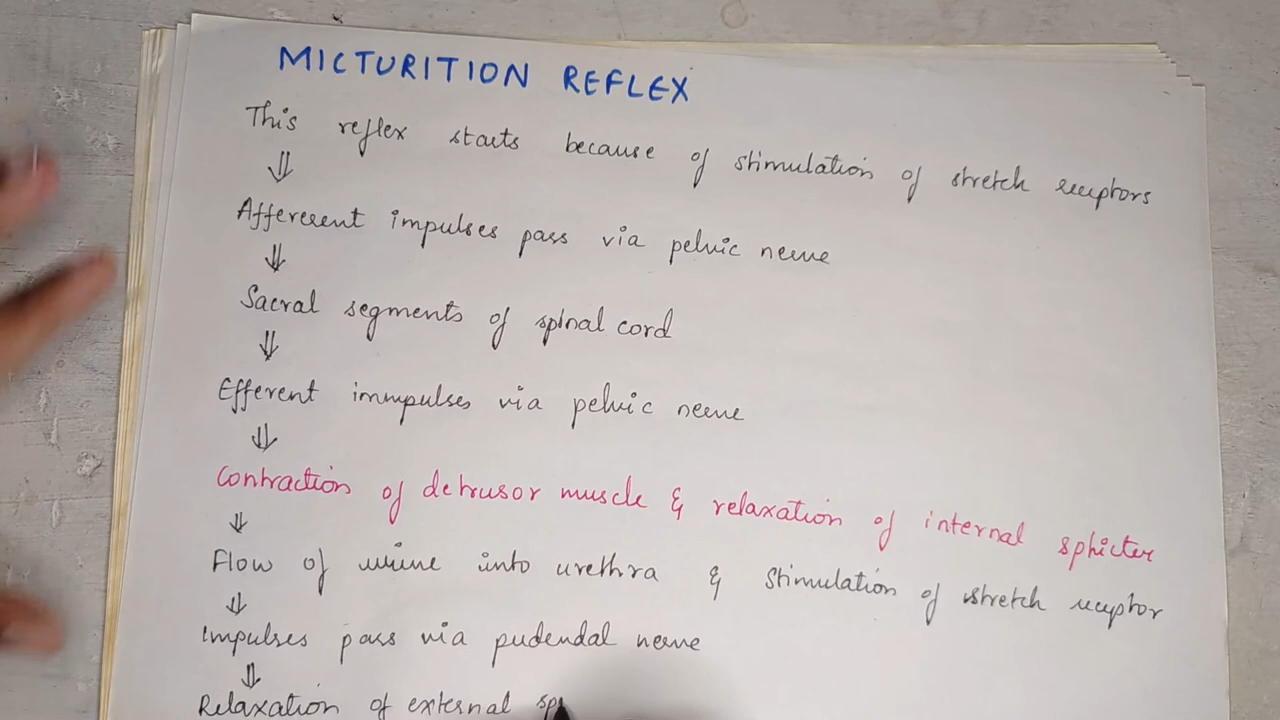 MICTURITION REFLEX
This reflex starts because of stimulation of stretch receptors
⇓
Afferesent impulses pass via pelvic nerve
⇓
Sacral segments of spinal cord
⇓
Efferent immpulses via pelvic nerve
⇓
Contraction of detrusor muscle & relaxation of internal sphicter
⇓
Flow of urine into urethra & stimulation of stretch receptor
⇓
Impulses pass via pudendal nerve
⇓
Relaxation of external sp